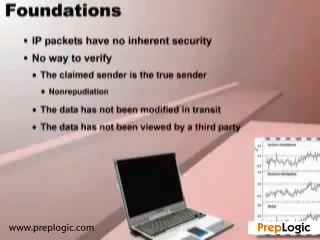 Foundations
• IP packets have no inherent security
• No way to verify
• The claimed sender is the true sender
• Nonrepudiation
• The data has not been modified in transit
• The data has not been viewed by a third party
www.preplogic.com
PrepLogic